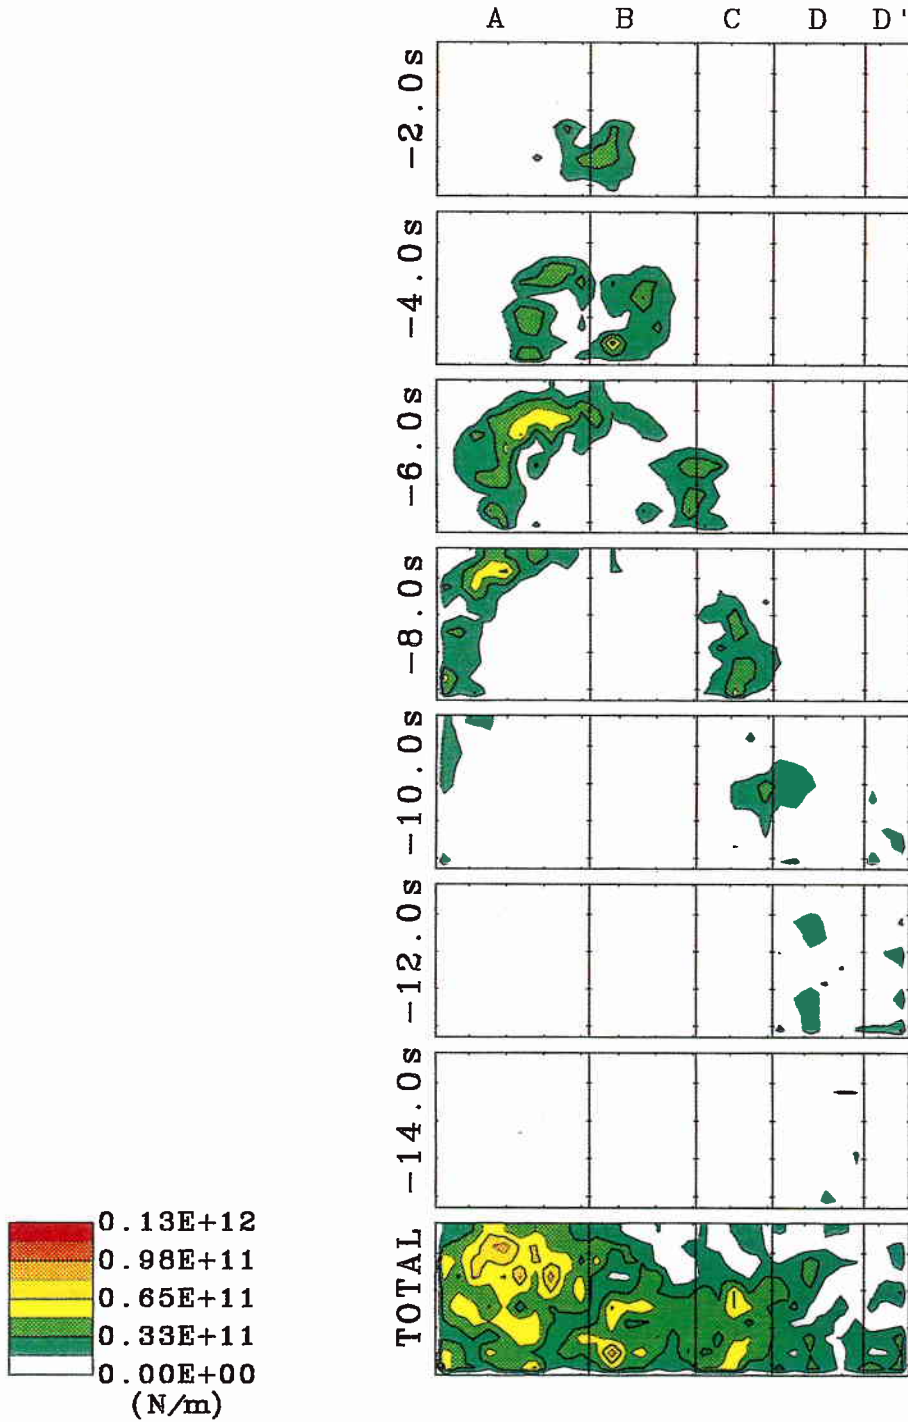 A B C D D'
-2.0s
-4.0s
-6.0s
-8.0s
-10.0s
-12.0s
-14.0s
TOTAL
0.13E+12
0.98E+11
0.65E+11
0.33E+11
0.00E+00
(N/m)